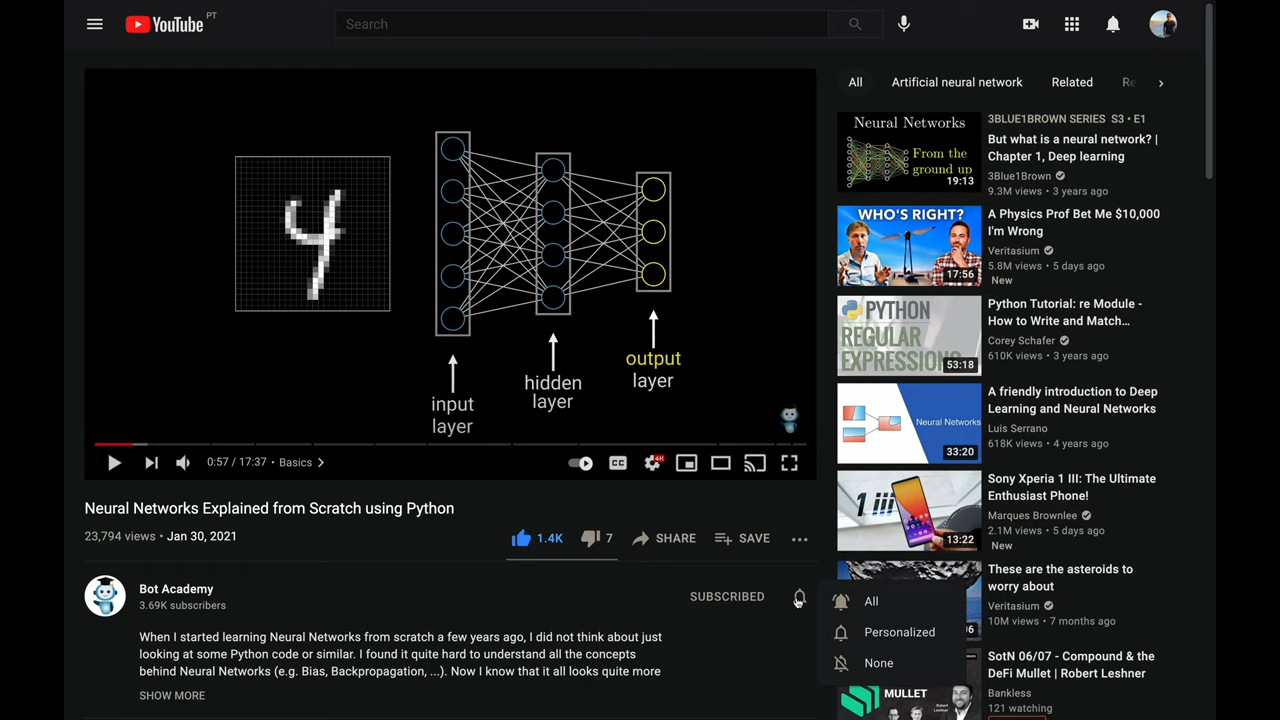 YouTube PT
Search
input
layer
hidden
layer
output
layer
0:57 / 17:37 · Basics
4K
Neural Networks Explained from Scratch using Python
23,794 views • Jan 30, 2021
1.4K
7
SHARE
SAVE
Bot Academy
3.69K subscribers
SUBSCRIBED
When I started learning Neural Networks from scratch a few years ago, I did not think about just
looking at some Python code or similar. I found it quite hard to understand all the concepts
behind Neural Networks (e.g. Bias, Backpropagation, ...). Now I know that it all looks quite more
SHOW MORE
All
Personalized
None
All
Artificial neural network
Related
Neural Networks
From the
ground up
19:13
3BLUE1BROWN SERIES S3 • E1
But what is a neural network? |
Chapter 1, Deep learning
3Blue1Brown
9.3M views • 3 years ago
WHO'S RIGHT?
17:56
A Physics Prof Bet Me $10,000
I'm Wrong
Veritasium
5.8M views • 5 days ago
New
PYTHON
REGULAR
EXPRESSIONS
53:18
Python Tutorial: re Module -
How to Write and Match...
Corey Schafer
610K views • 3 years ago
Neural Networks
33:20
A friendly introduction to Deep
Learning and Neural Networks
Luis Serrano
618K views • 4 years ago
1 iii
13:22
Sony Xperia 1 III: The Ultimate
Enthusiast Phone!
Marques Brownlee
2.1M views • 5 days ago
New
These are the asteroids to
worry about
Veritasium
10M views • 7 months ago
MULLET
SotN 06/07 - Compound & the
DeFi Mullet | Robert Leshner
Bankless
121 watching